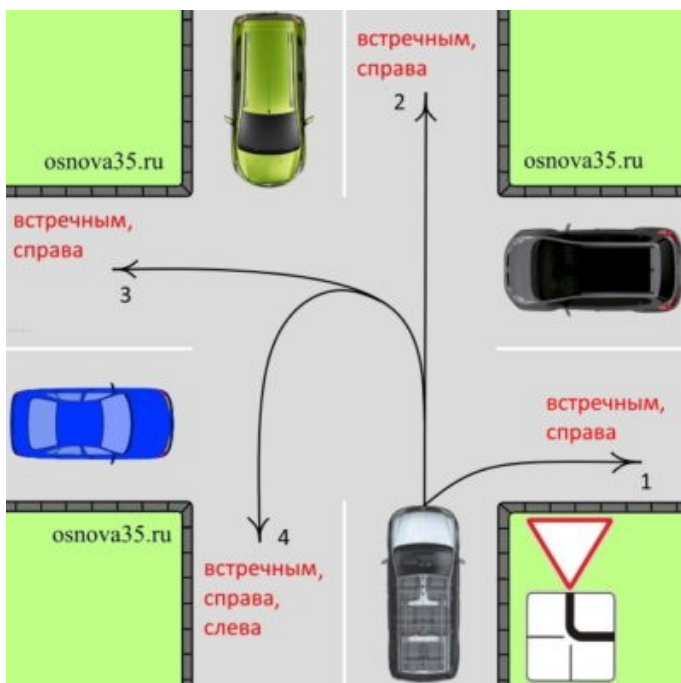 встречным,
справа
2
osnova35.ru
osnova35.ru
встречным,
справа
3
встречным,
справа
1
osnova35.ru
4
встречным,
справа,
слева